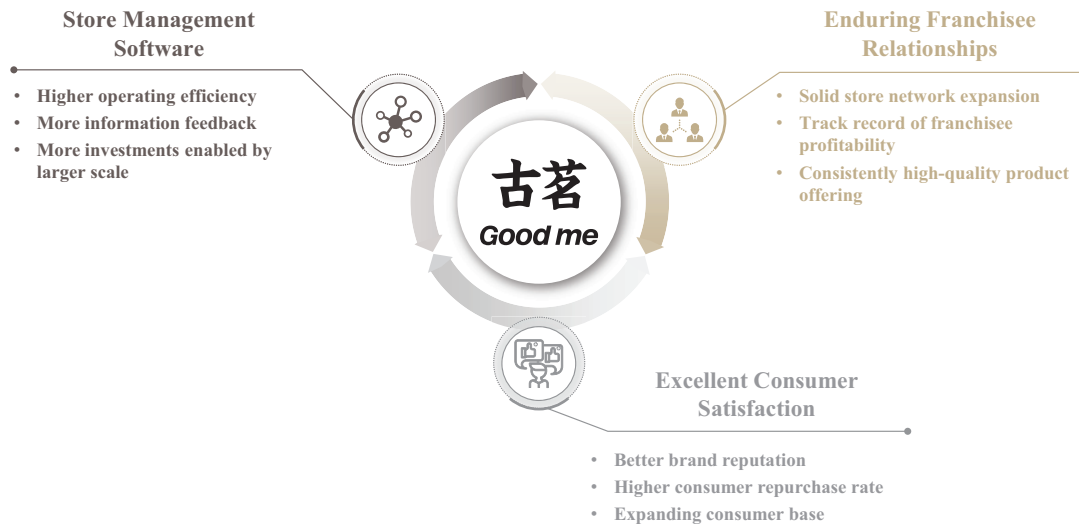 Store Management
Software
• Higher operating efficiency
• More information feedback
• More investments enabled by
larger scale
Enduring Franchisee
Relationships
• Solid store network expansion
• Track record of franchisee
profitability
• Consistently high-quality product
offering
古茗
Good me
Excellent Consumer
Satisfaction
• Better brand reputation
• Higher consumer repurchase rate
• Expanding consumer base